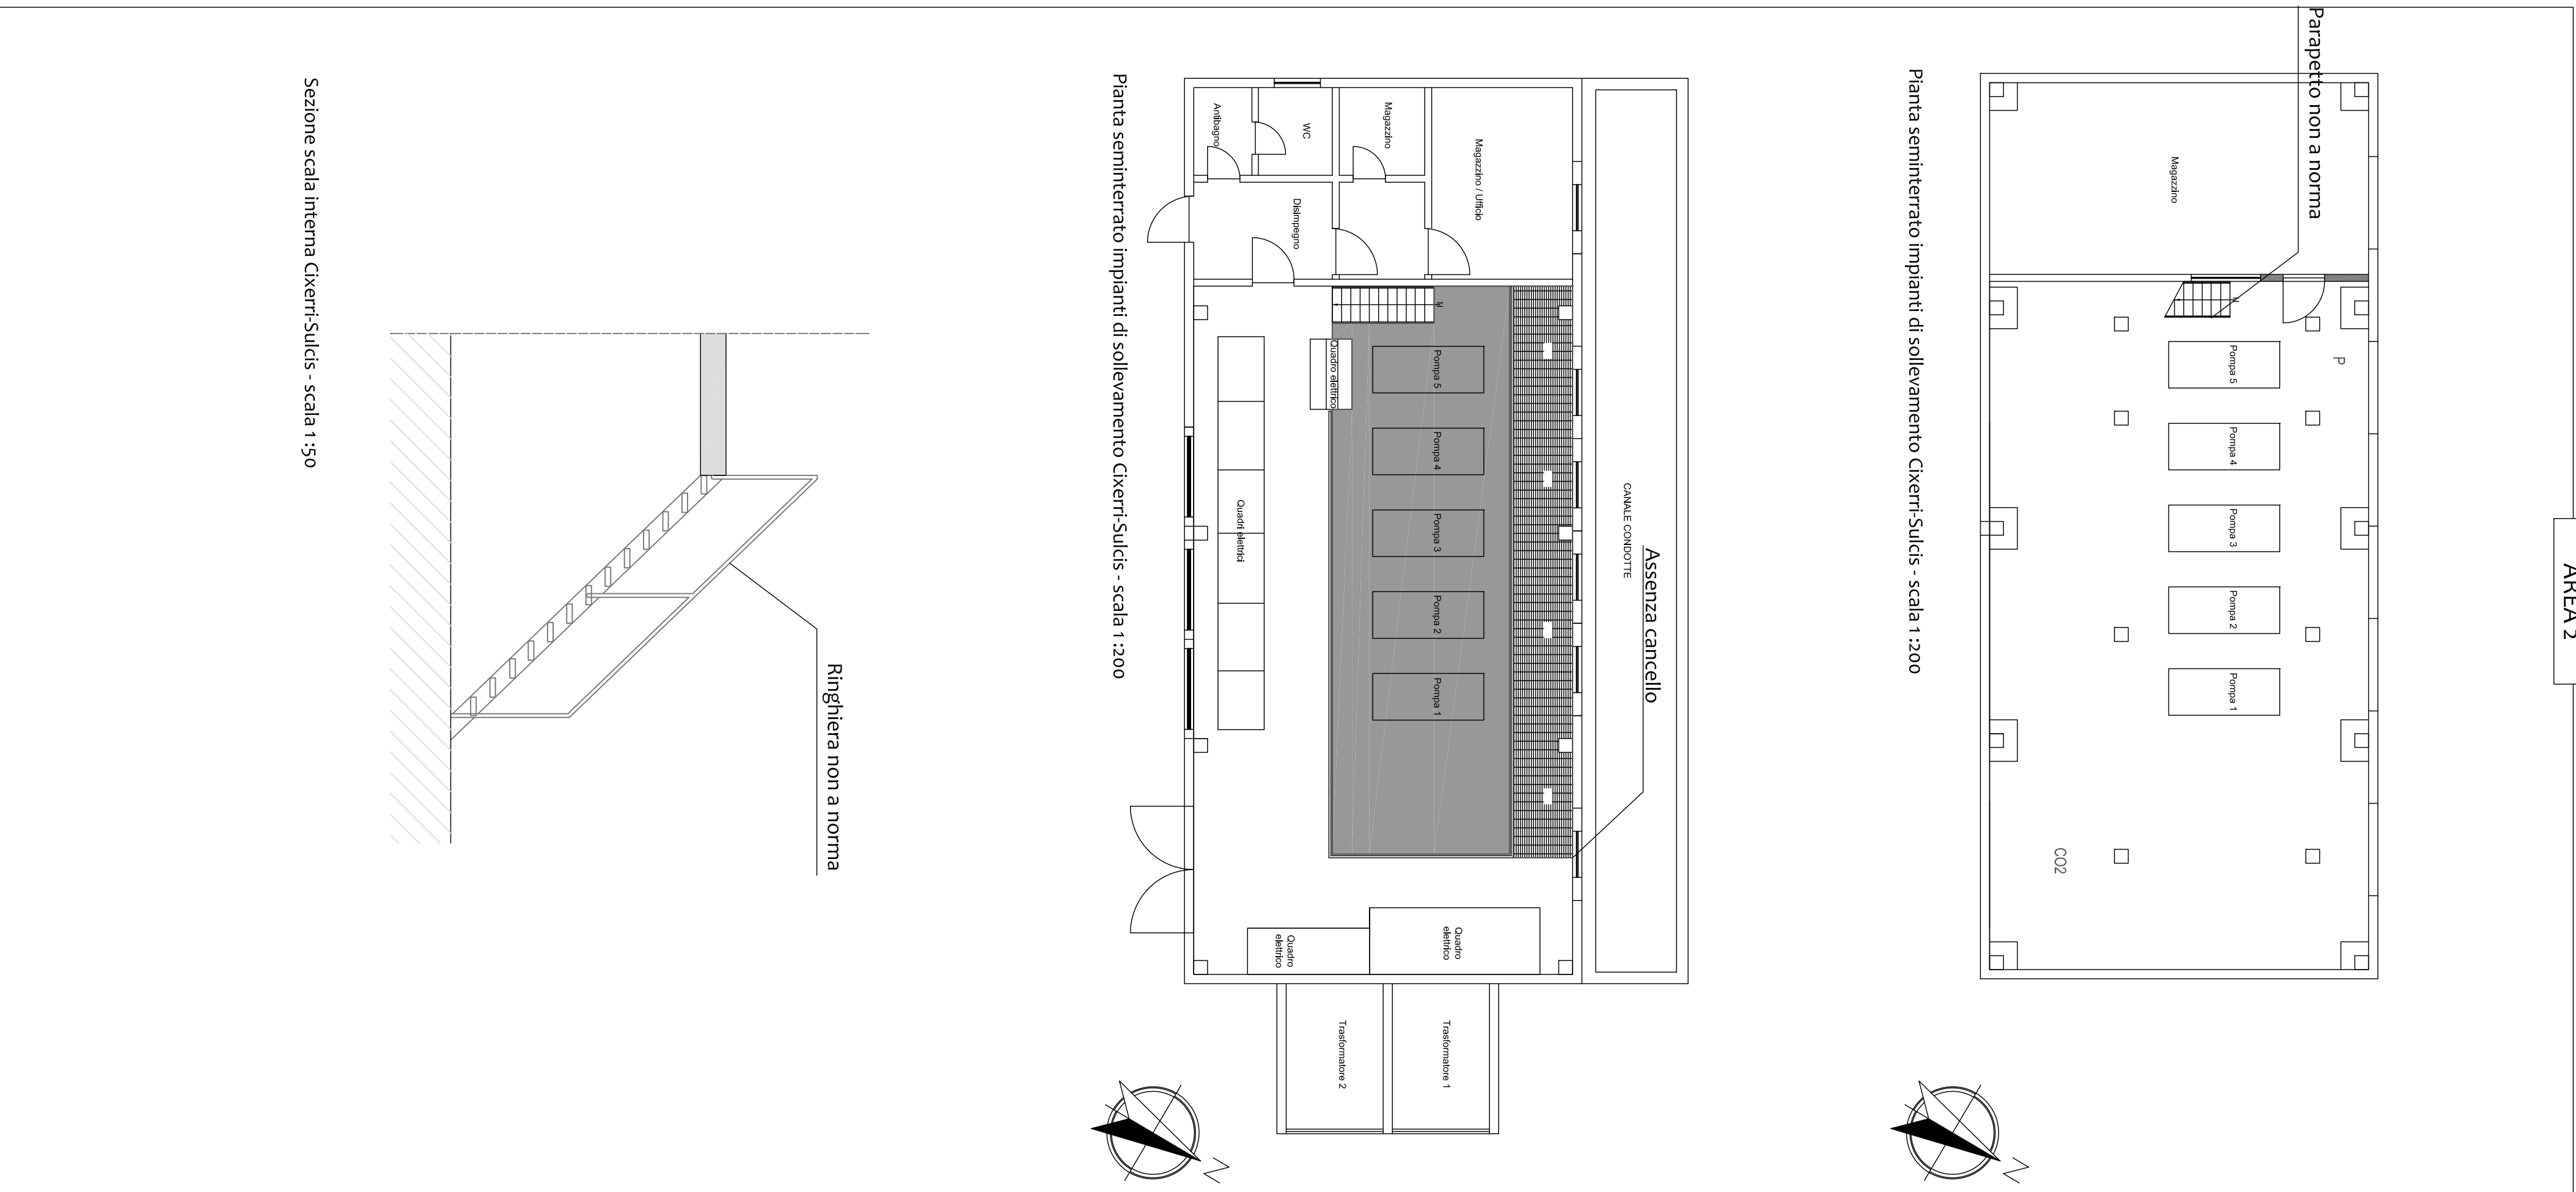 AREA 2
Parapetto non a norma
Magazzino
P
Pompa 5
Pompa 4
Pompa 3
Pompa 2
Pompa 1
N
CO2
Pianta seminterrato impianti di sollevamento Cixerri-Sulcis - scala 1:200
N
Assenza cancello
CANALE CONDOTTE
Magazzino / Ufficio
Magazzino
WC
Antibagno
Disimpegno
N
Pompa 5
Pompa 4
Pompa 3
Pompa 2
Pompa 1
Quadro elettrico
Quadri elettrici
Quadro
elettrico
Quadro
elettrico
Trasformatore 1
Trasformatore 2
Pianta seminterrato impianti di sollevamento Cixerri-Sulcis - scala 1:200
N
Ringhiera non a norma
Sezione scala interna Cixerri-Sulcis - scala 1:50